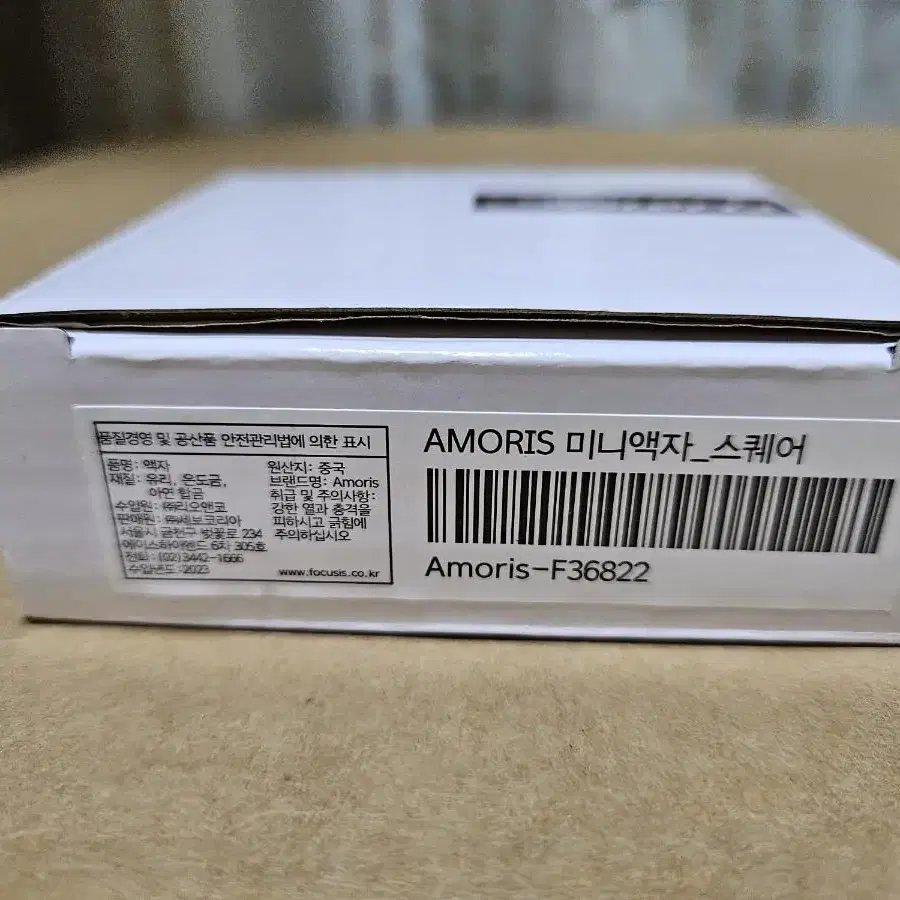 품질경영 및 공산품 안전관리법에 의한 표시
품명: 액자
재질: 유리, 은도금,
아연 합금
수입원: ㈜리오앤코
판매원: ㈜세보코리아
서울시 금천구 벚꽃로 234
에이스하이엔드 6차 305호
전화: (02) 3442-1666
수입년도 :2023
원산지: 중국
브랜드명: Amoris
취급 및 주의사항:
강한 열과 충격을
피하시고 긁힘에
주의하십시오
www.focusis.co.kr
AMORIS 미니액자_스퀘어
Amoris-F36822